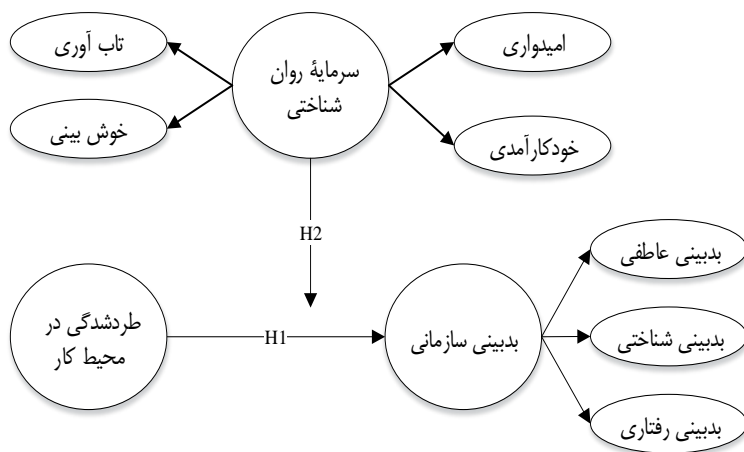 تاب آوری
امیدواری
سرمایۀ روان
شناختی
خوش بینی
خودکارآمدی
H2
بدبینی عاطفی
طردشدگی در
محیط کار
H1
بدبینی سازمانی
بدبینی شناختی
بدبینی رفتاری